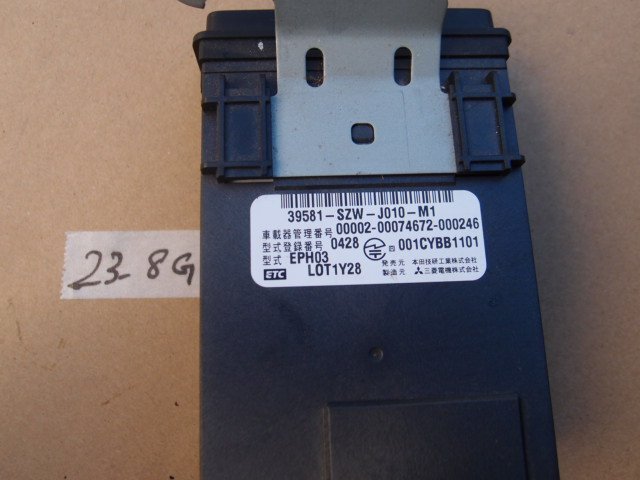 39581-SZW-J010-M1
車載器管理番号 00002-00074672-000246
型式登録番号 0428 001CYBB1101
型式 EPH03 発売元 本田技研工業株式会社
ETC LOT1Y28 製造元 三菱電機株式会社
23 8G